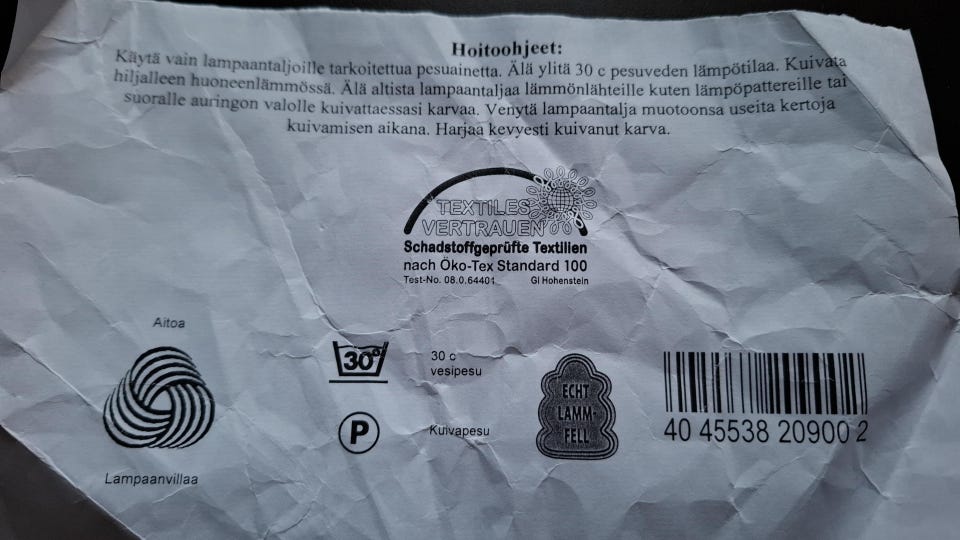 Hoitoohjeet:
Käytä vain lampaantaljoille tarkoitettua pesuainetta. Älä ylitä 30 c pesuveden lämpötilaa. Kuivata
hiljalleen huoneenlämmössä. Älä altista lampaantaljaa lämmönlähteille kuten lämpöpattereille tai
suoralle auringon valolle kuivattaessasi karvaa. Venytä lampaantalja muotoonsa useita kertoja
kuivamisen aikana. Harjaa kevyesti kuivanut karva.
TEXTILES
VERTRAUEN
Schadstoffgeprüfte Textilien
nach Öko-Tex Standard 100
Test-No. 08.0.64401 GI Hohenstein
Aitoa
Lampaanvillaa
30°
30 c
vesipesu
P
Kuivapesu
ECHT
LAMM-
FELL
40 45538 20900 2